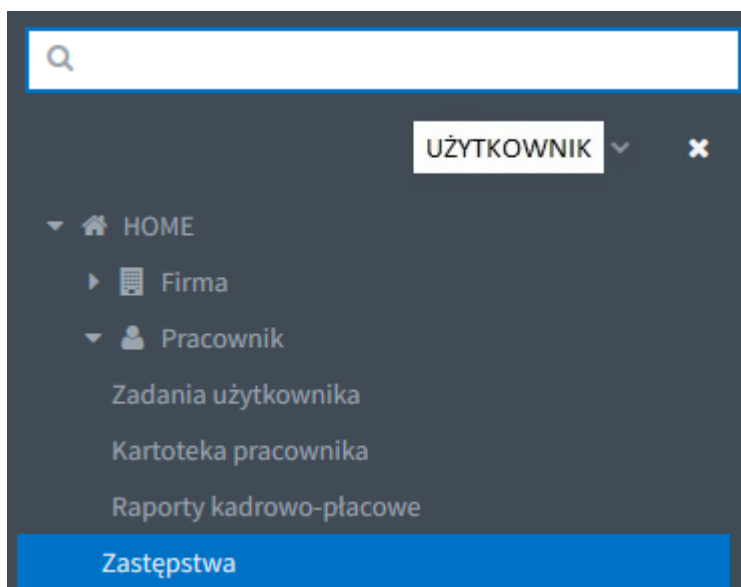 UŻYTKOWNIK
HOME
Firma
Pracownik
Zadania użytkownika
Kartoteka pracownika
Raporty kadrowo-płacowe
Zastępstwa